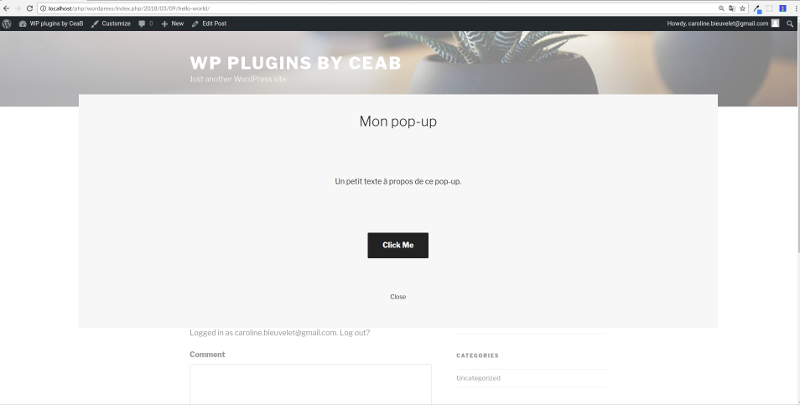 localhost/php/wordpress/index.php/2018/03/09/hello-world/
WP plugins by CeaB Customize 0 New Edit Post Howdy, caroline.bieuvelet@gmail.com
WP PLUGINS BY CEAB
Just another WordPress site
Mon pop-up
Un petit texte à propos de ce pop-up.
Click Me
Close
Logged in as caroline.bieuvelet@gmail.com. Log out?
Comment
CATEGORIES
Uncategorized